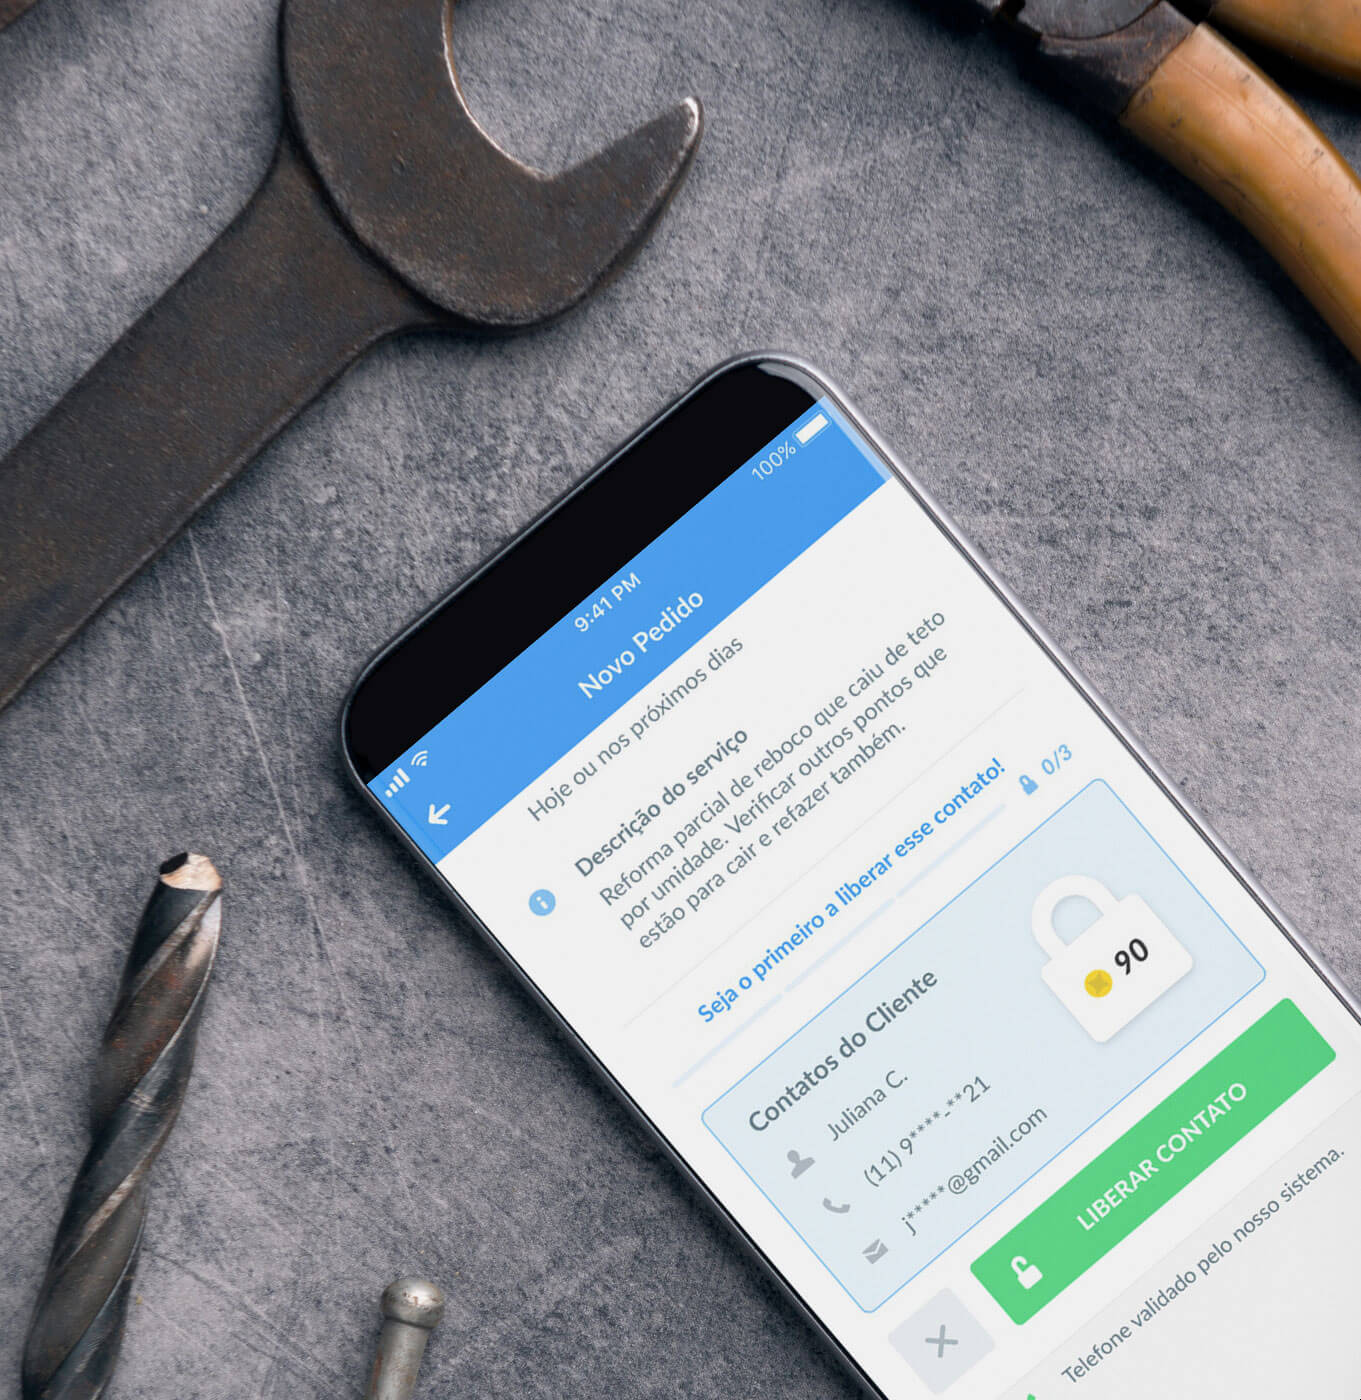 9:41 PM
100%
Novo Pedido
Hoje ou nos próximos dias
Descrição do serviço
Reforma parcial de reboco que caiu de teto
por umidade. Verificar outros pontos que
estão para cair e refazer também.
Seja o primeiro a liberar esse contato!
0/3
Contatos do Cliente
90
Juliana C.
(11) 9****-**21
j*****@gmail.com
LIBERAR CONTATO
Telefone validado pelo nosso sistema.